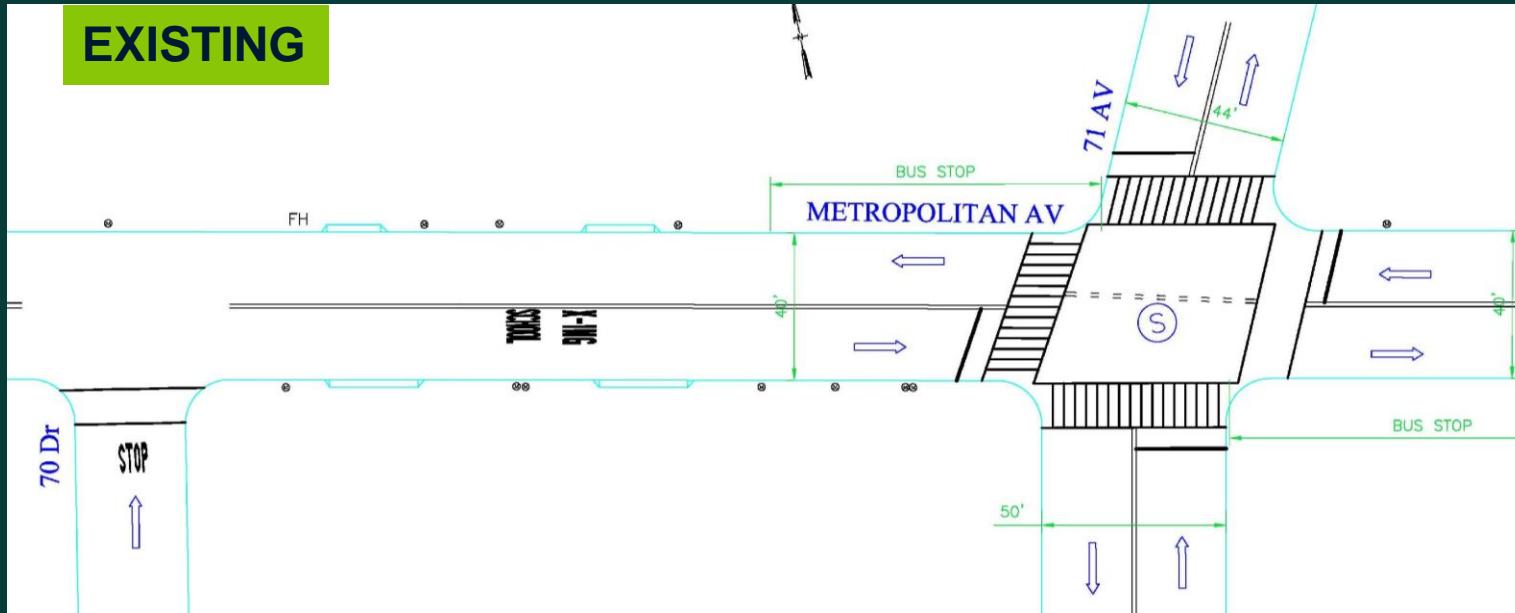 EXISTING
N
71 AV
44'
BUS STOP
METROPOLITAN AV
FH
40'
SCHOOL
X-ING
40'
S
BUS STOP
70 Dr
STOP
50'